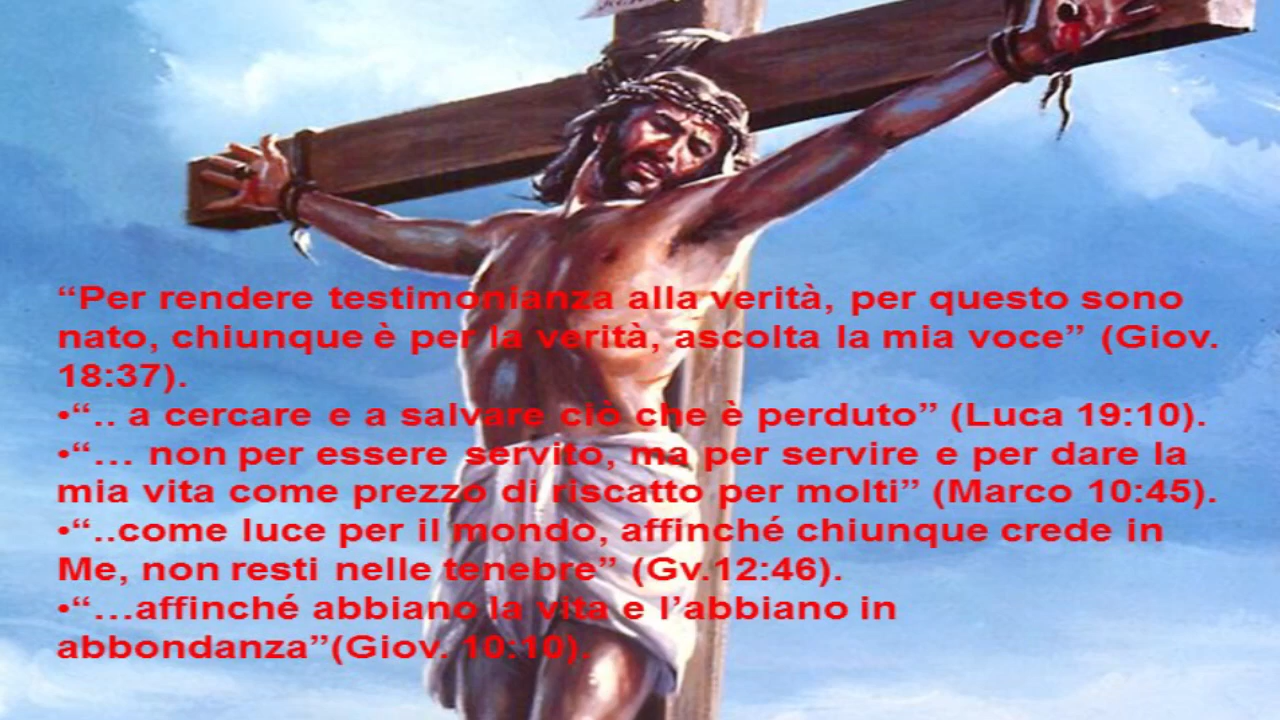 “Per rendere testimonianza alla verità, per questo sono
nato, chiunque è per la verità, ascolta la mia voce” (Giov.
18:37).
•“.. a cercare e a salvare ciò che è perduto” (Luca 19:10).
•“... non per essere servito, ma per servire e per dare la
mia vita come prezzo di riscatto per molti” (Marco 10:45).
•“..come luce per il mondo, affinché chiunque crede in
Me, non resti nelle tenebre” (Gv.12:46).
•“...affinché abbiano la vita e l’abbiano in
abbondanza”(Giov. 10:10).